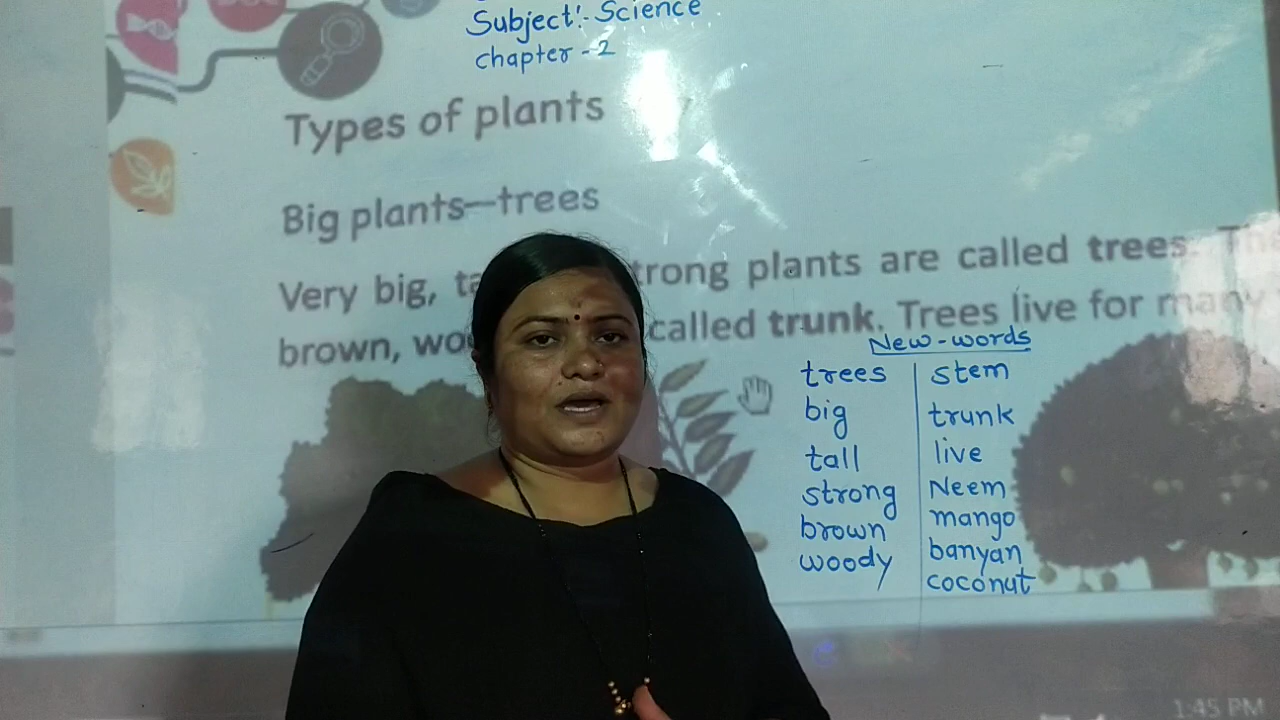 Subject:- Science
chapter - 2
Types of plants
Big plants—trees
Very big, trong plants are called trees.
brown, called trunk. Trees live for many
New-words
trees stem
big trunk
tall live
strong Neem
brown mango
woody banyan
coconut
1:45 PM